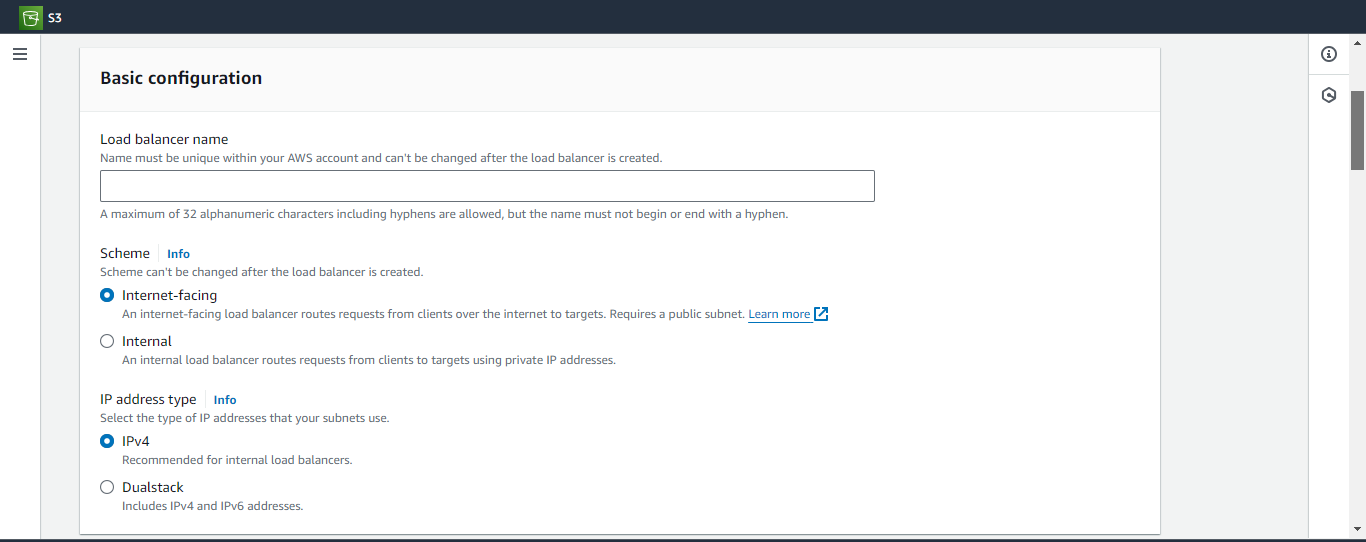 S3
Basic configuration
Load balancer name
Name must be unique within your AWS account and can't be changed after the load balancer is created.
A maximum of 32 alphanumeric characters including hyphens are allowed, but the name must not begin or end with a hyphen.
Scheme Info
Scheme can't be changed after the load balancer is created.
Internet-facing
An internet-facing load balancer routes requests from clients over the internet to targets. Requires a public subnet. Learn more
Internal
An internal load balancer routes requests from clients to targets using private IP addresses.
IP address type Info
Select the type of IP addresses that your subnets use.
IPv4
Recommended for internal load balancers.
Dualstack
Includes IPv4 and IPv6 addresses.